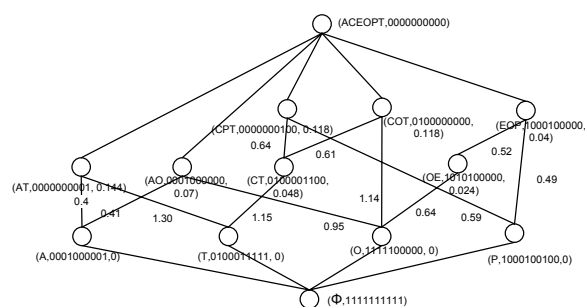 (ACEOPT,0000000000)
(CPT,0000000100, 0.118)
(COT,0100000000,
0.118)
(EOP,1000100000,
0.04)
0.64
0.61
0.52
(AT,0000000001, 0.144)
(AO,0001000000,
0.07)
(CT,0100001100,
0.048)
(OE,1010100000,
0.024)
0.49
0.4
0.41
1.30
1.15
0.95
1.14
0.64
0.59
(A,0001000001,0)
(T,0100011111, 0)
(O,1111100000, 0)
(P,1000100100,0)
(Φ,1111111111)